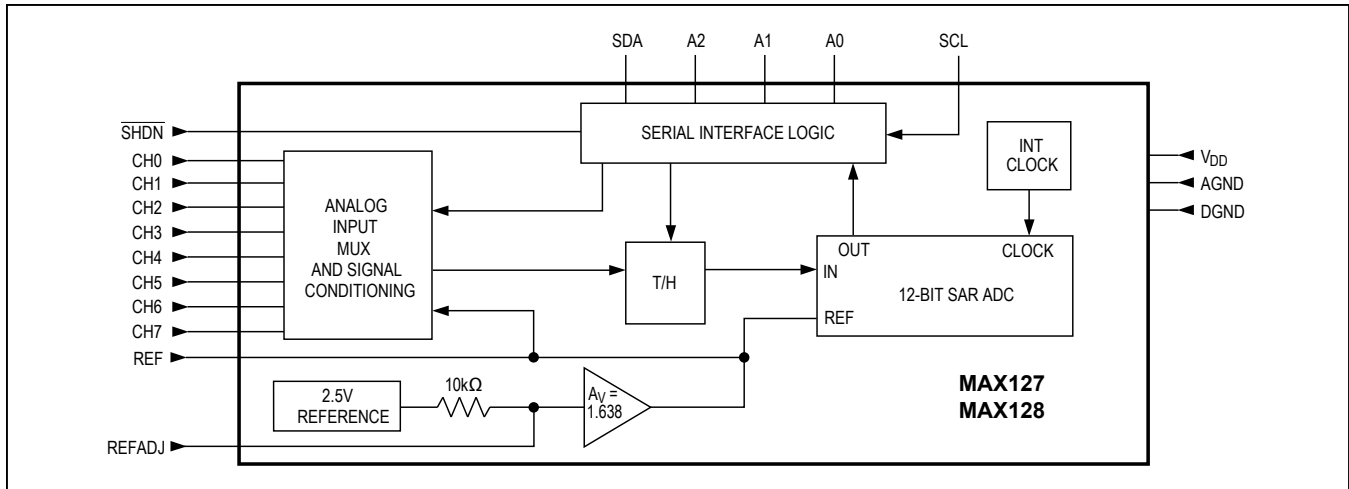 SDA A2 A1 A0 SCL
SHDN
SERIAL INTERFACE LOGIC
INT
CLOCK
CH0
CH1
CH2
CH3
CH4
CH5
CH6
CH7
REF
REFADJ
ANALOG
INPUT
MUX
AND SIGNAL
CONDITIONING
T/H
OUT CLOCK
IN
12-BIT SAR ADC
REF
VDD
AGND
DGND
2.5V
REFERENCE
10kΩ
AV =
1.638
MAX127
MAX128